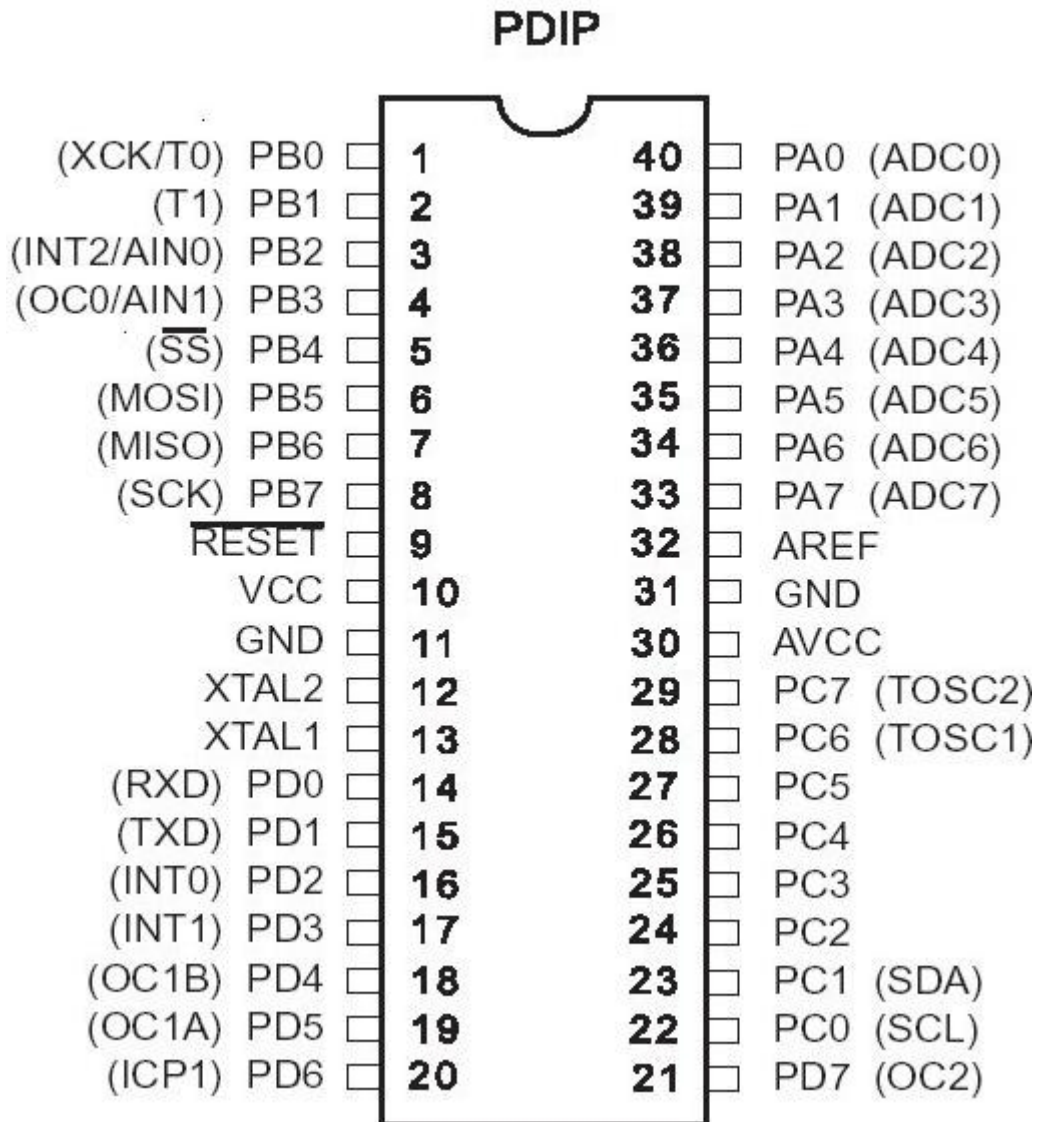 PDIP
(XCK/T0) PB0 1 40 PA0 (ADC0)
(T1) PB1 2 39 PA1 (ADC1)
(INT2/AIN0) PB2 3 38 PA2 (ADC2)
(OC0/AIN1) PB3 4 37 PA3 (ADC3)
(SS) PB4 5 36 PA4 (ADC4)
(MOSI) PB5 6 35 PA5 (ADC5)
(MISO) PB6 7 34 PA6 (ADC6)
(SCK) PB7 8 33 PA7 (ADC7)
RESET 9 32 AREF
VCC 10 31 GND
GND 11 30 AVCC
XTAL2 12 29 PC7 (TOSC2)
XTAL1 13 28 PC6 (TOSC1)
(RXD) PD0 14 27 PC5
(TXD) PD1 15 26 PC4
(INT0) PD2 16 25 PC3
(INT1) PD3 17 24 PC2
(OC1B) PD4 18 23 PC1 (SDA)
(OC1A) PD5 19 22 PC0 (SCL)
(ICP1) PD6 20 21 PD7 (OC2)